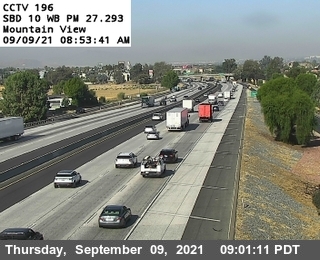 CCTV 196
SBD 10 WB PM 27.293
Mountain View
09/09/21 08:53:41 AM
Thursday, September 09, 2021 09:01:11 PDT